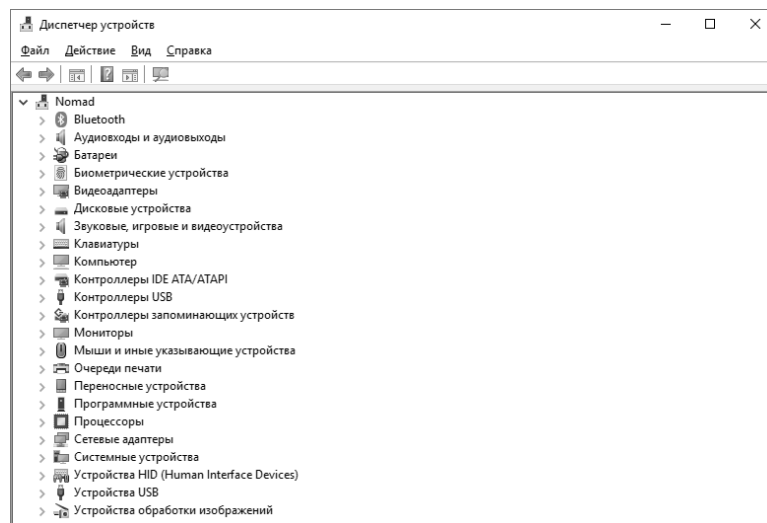 Диспетчер устройств
Файл Действие Вид Справка
Nomad
Bluetooth
Аудиовходы и аудиовыходы
Батареи
Биометрические устройства
Видеоадаптеры
Дисковые устройства
Звуковые, игровые и видеоустройства
Клавиатуры
Компьютер
Контроллеры IDE ATA/ATAPI
Контроллеры USB
Контроллеры запоминающих устройств
Мониторы
Мыши и иные указывающие устройства
Очереди печати
Переносные устройства
Программные устройства
Процессоры
Сетевые адаптеры
Системные устройства
Устройства HID (Human Interface Devices)
Устройства USB
Устройства обработки изображений